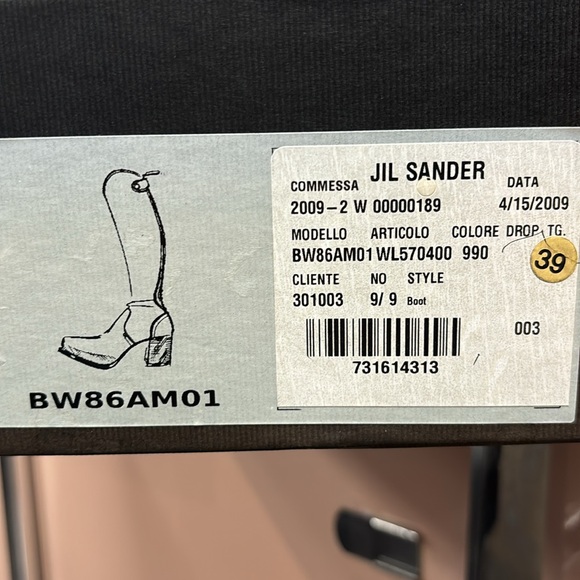 JIL SANDER
COMMESSA DATA
2009-2 W 00000189 4/15/2009
MODELLO ARTICOLO COLORE DROP TG.
BW86AM01 WL570400 990 39
CLIENTE NO STYLE
301003 9/ 9 Boot
003
731614313
BW86AM01